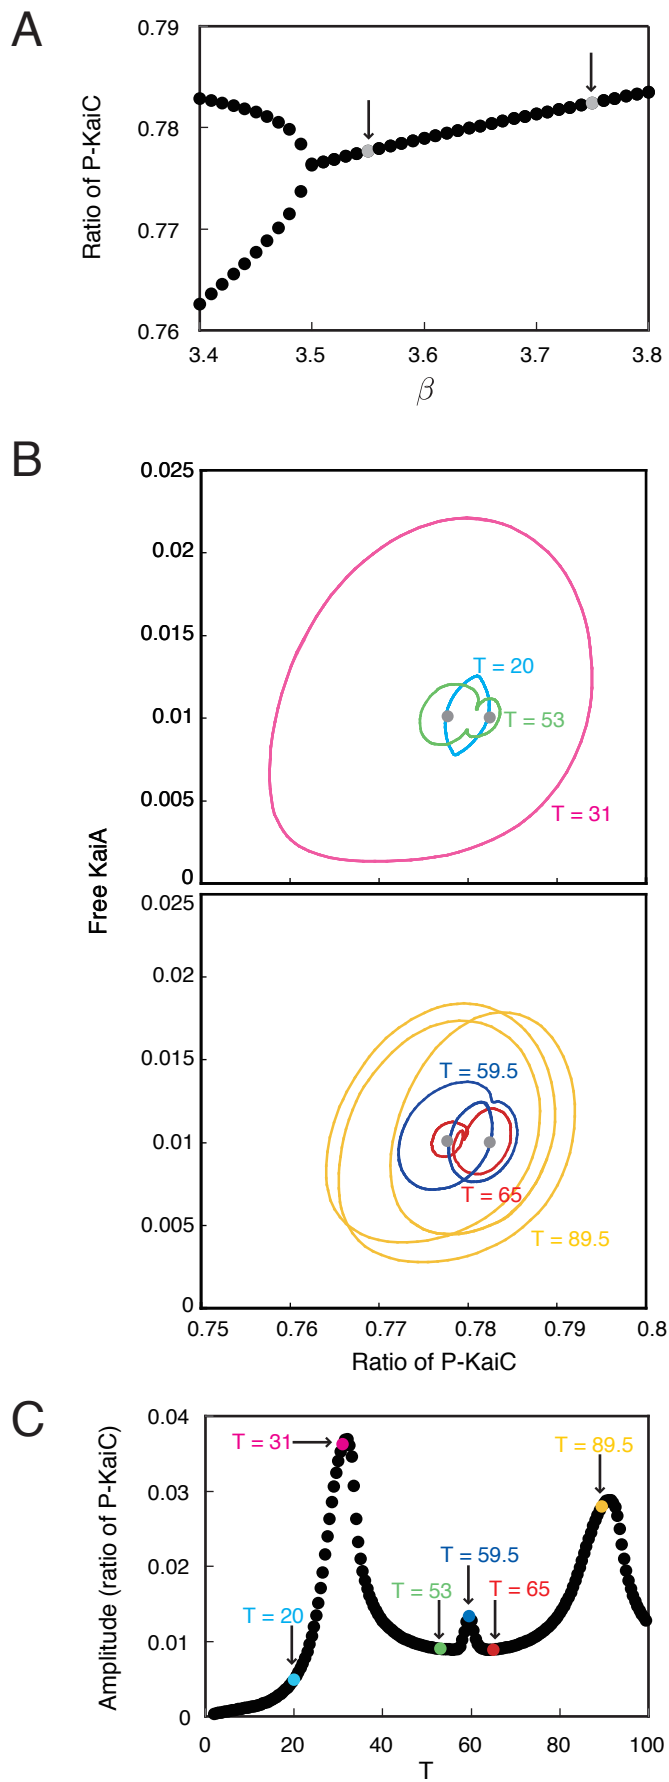 A
0.79
0.78
0.77
0.76
Ratio of P-KaiC
3.4 3.5 3.6 3.7 3.8
β
B
0.025
0.02
0.015
0.01
0.005
0
T = 20
T = 53
T = 31
Free KaiA
0.025
0.02
0.015
0.01
0.005
0
T = 59.5
T = 65
T = 89.5
0.75 0.76 0.77 0.78 0.79 0.8
Ratio of P-KaiC
C
0.04
0.03
0.02
0.01
0
Amplitude (ratio of P-KaiC)
T = 31
T = 89.5
T = 59.5
T = 53
T = 65
T = 20
0 20 40 60 80 100
T